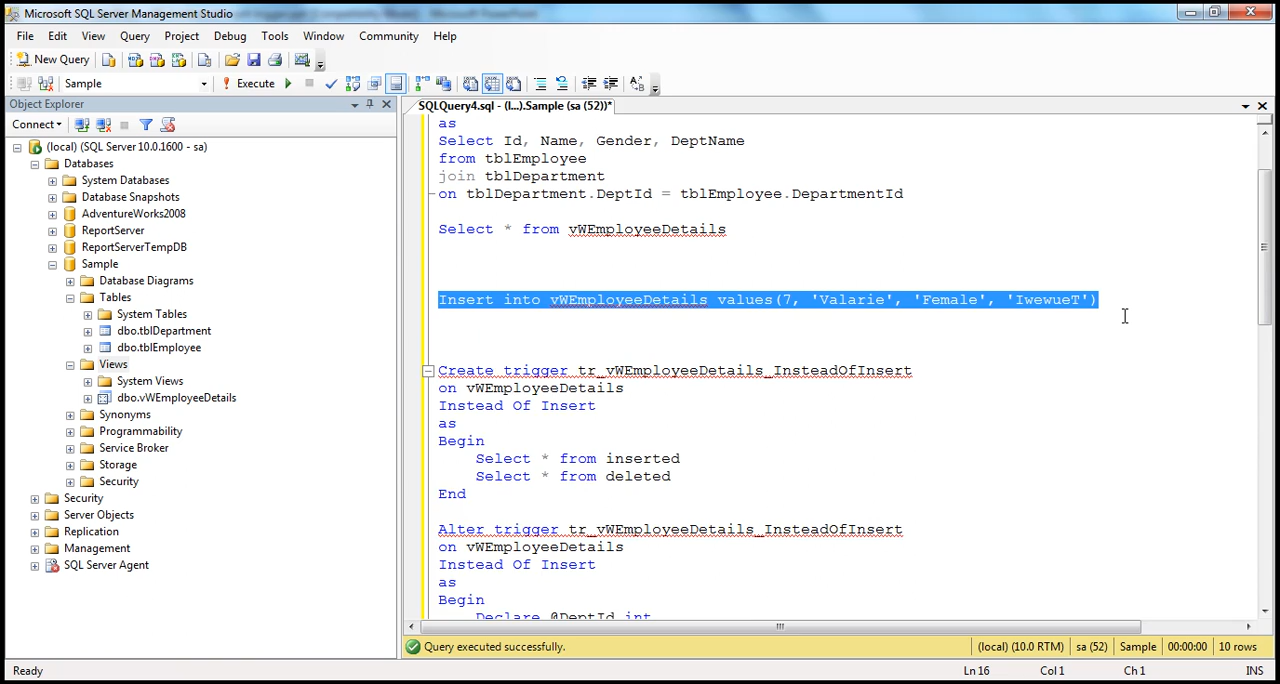 Microsoft SQL Server Management Studio
File Edit View Query Project Debug Tools Window Community Help
New Query
Sample Execute
Object Explorer
SQLQuery4.sql - (l...).Sample (sa (52))*
Connect
(local) (SQL Server 10.0.1600 - sa)
Databases
System Databases
Database Snapshots
AdventureWorks2008
ReportServer
ReportServerTempDB
Sample
Database Diagrams
Tables
System Tables
dbo.tblDepartment
dbo.tblEmployee
Views
System Views
dbo.vWEmployeeDetails
Synonyms
Programmability
Service Broker
Storage
Security
Security
Server Objects
Replication
Management
SQL Server Agent
as
Select Id, Name, Gender, DeptName
from tblEmployee
join tblDepartment
on tblDepartment.DeptId = tblEmployee.DepartmentId
Select * from vWEmployeeDetails
Insert into vWEmployeeDetails values(7, 'Valarie', 'Female', 'IwewueT')
Create trigger tr_vWEmployeeDetails_InsteadOfInsert
on vWEmployeeDetails
Instead Of Insert
as
Begin
Select * from inserted
Select * from deleted
End
Alter trigger tr_vWEmployeeDetails_InsteadOfInsert
on vWEmployeeDetails
Instead Of Insert
as
Begin
Declare @DeptId int
Query executed successfully. (local) (10.0 RTM) sa (52) Sample 00:00:00 10 rows
Ready Ln 16 Col 1 Ch 1 INS